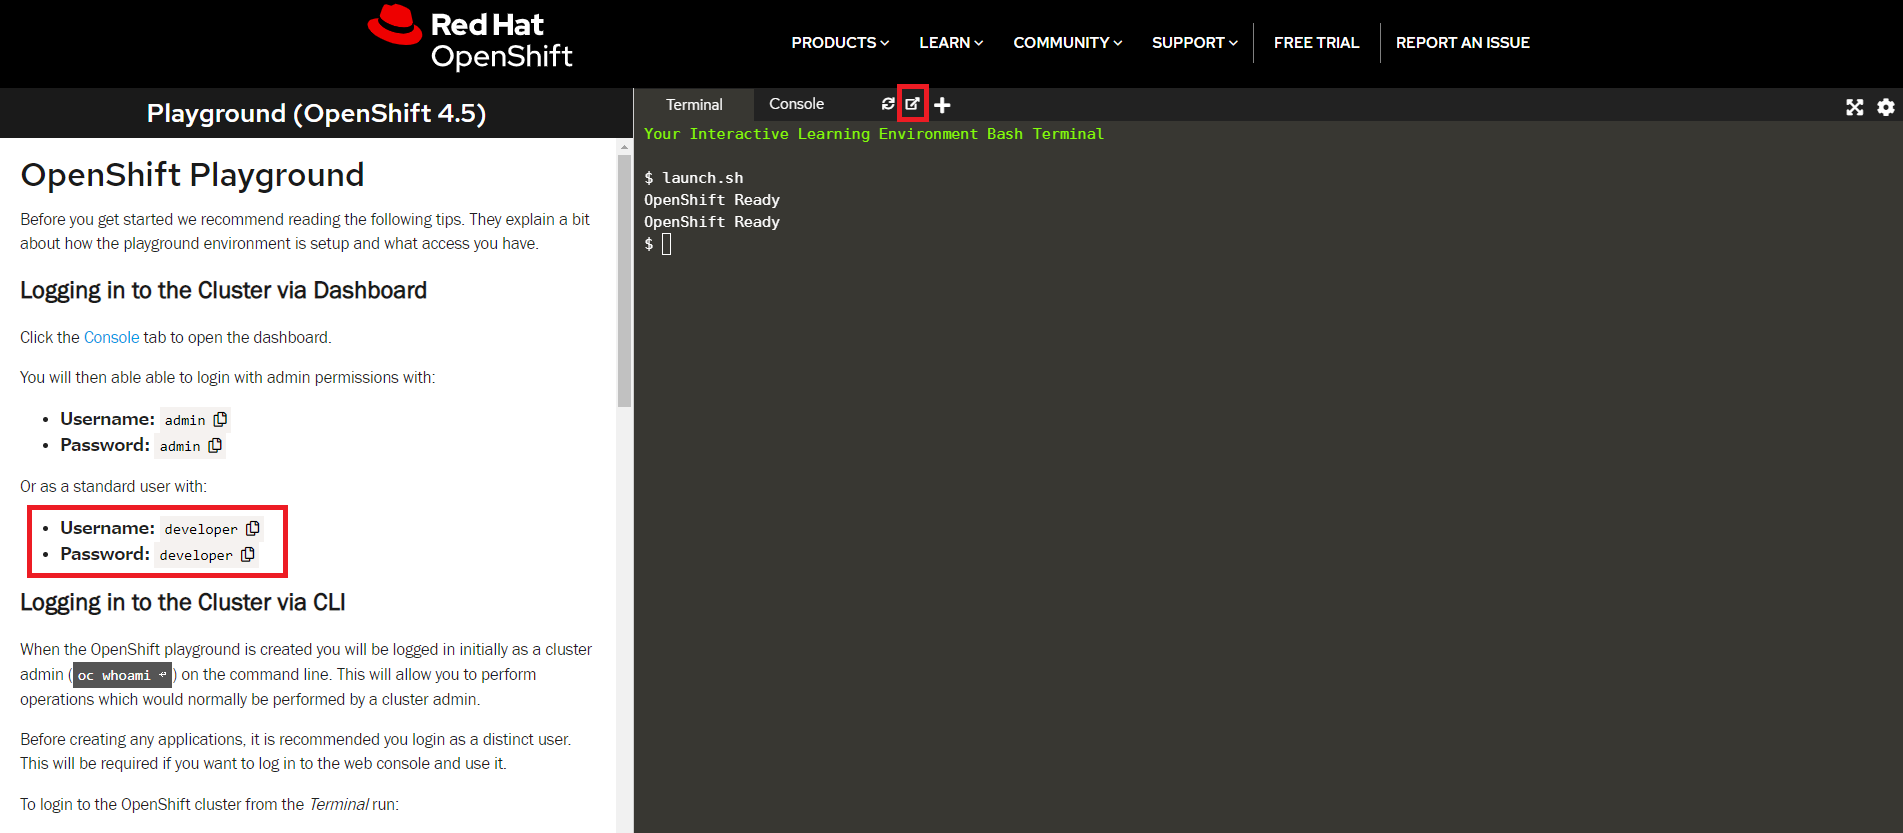 Red Hat
OpenShift
PRODUCTS LEARN COMMUNITY SUPPORT FREE TRIAL REPORT AN ISSUE
Playground (OpenShift 4.5)
OpenShift Playground
Before you get started we recommend reading the following tips. They explain a bit
about how the playground environment is setup and what access you have.
Logging in to the Cluster via Dashboard
Click the Console tab to open the dashboard.
You will then able able to login with admin permissions with:
• Username: admin
• Password: admin
Or as a standard user with:
• Username: developer
• Password: developer
Logging in to the Cluster via CLI
When the OpenShift playground is created you will be logged in initially as a cluster
admin (oc whoami ↵) on the command line. This will allow you to perform
operations which would normally be performed by a cluster admin.
Before creating any applications, it is recommended you login as a distinct user.
This will be required if you want to log in to the web console and use it.
To login to the OpenShift cluster from the Terminal run:
Terminal Console
Your Interactive Learning Environment Bash Terminal
$ launch.sh
OpenShift Ready
OpenShift Ready
$